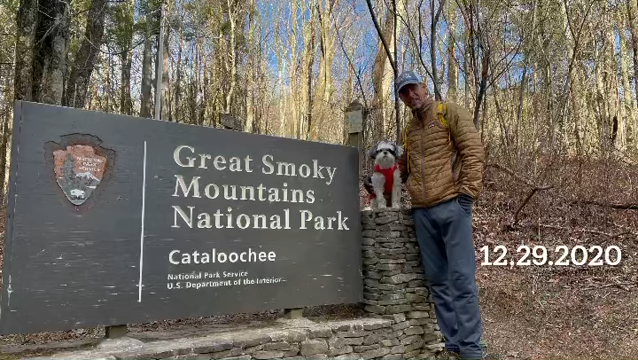 Great Smoky
Mountains
National Park
Cataloochee
National Park Service
U.S. Department of the Interior
12.29.2020